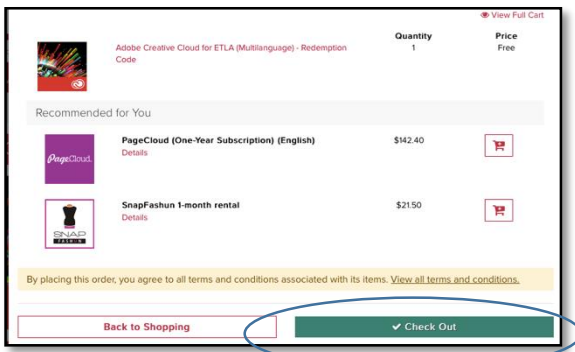 View Full Cart
Quantity Price
Adobe Creative Cloud for ETLA (Multilanguage) - Redemption 1 Free
Code
Recommended for You
PageCloud.
PageCloud (One-Year Subscription) (English) $142.40
Details
SnapFashun 1-month rental $21.50
Details
SNAP
FASHUN
By placing this order, you agree to all terms and conditions associated with its items. View all terms and conditions.
Back to Shopping Check Out